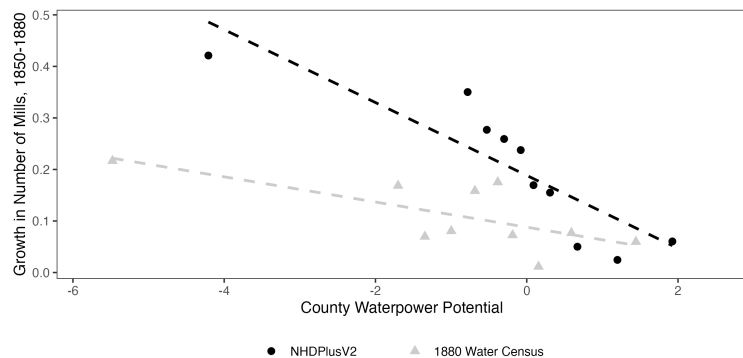 Growth in Number of Mills, 1850-1880
0.5
0.4
0.3
0.2
0.1
0.0
-6 -4 -2 0 2
County Waterpower Potential
NHDPlusV2 1880 Water Census